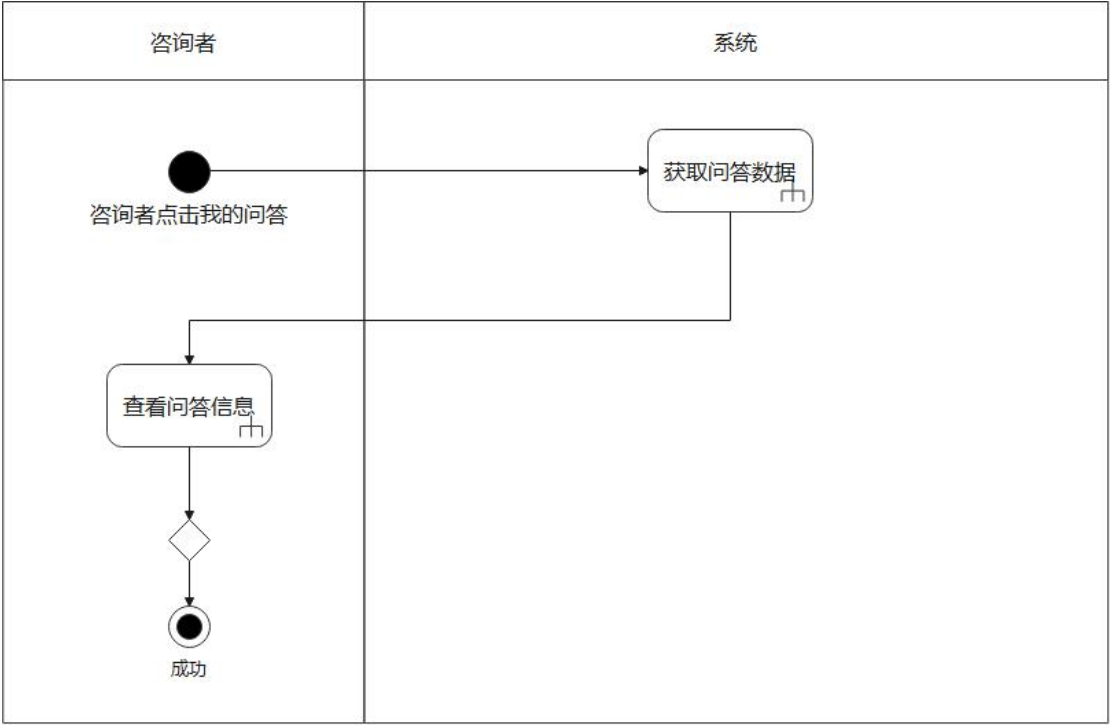 咨询者
系统
获取问答数据
咨询者点击我的问答
查看问答信息
成功